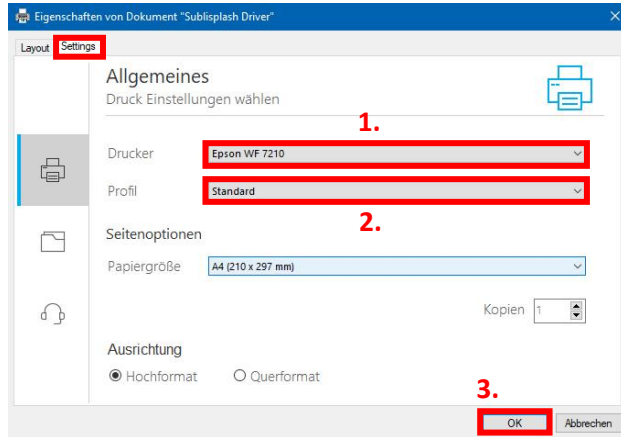 Eigenschaften von Dokument "Sublisplash Driver"
Layout Settings
Allgemeines
Druck Einstellungen wählen
1.
Drucker Epson WF 7210
Profil Standard
2.
Seitenoptionen
Papiergröße A4 (210 x 297 mm)
Kopien 1
Ausrichtung
Hochformat Querformat
3.
OK Abbrechen